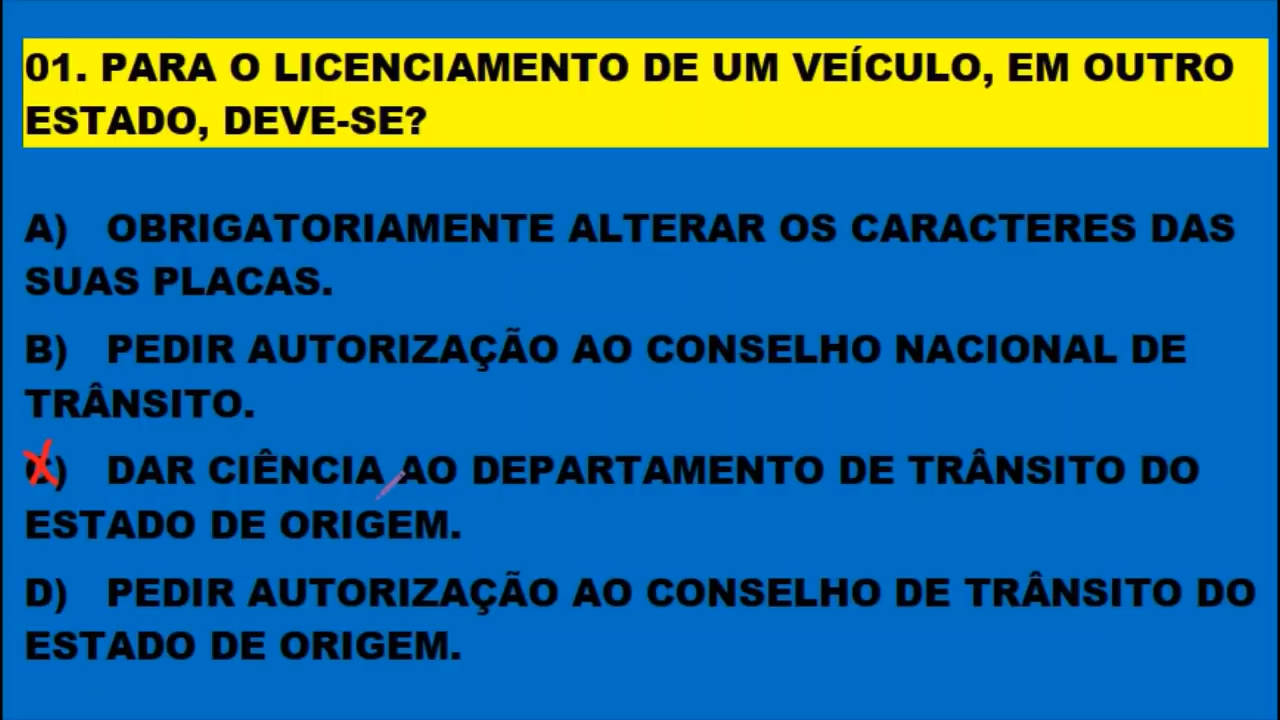 01. PARA O LICENCIAMENTO DE UM VEÍCULO, EM OUTRO
ESTADO, DEVE-SE?
A) OBRIGATORIAMENTE ALTERAR OS CARACTERES DAS
SUAS PLACAS.
B) PEDIR AUTORIZAÇÃO AO CONSELHO NACIONAL DE
TRÂNSITO.
C) DAR CIÊNCIA AO DEPARTAMENTO DE TRÂNSITO DO
ESTADO DE ORIGEM.
D) PEDIR AUTORIZAÇÃO AO CONSELHO DE TRÂNSITO DO
ESTADO DE ORIGEM.